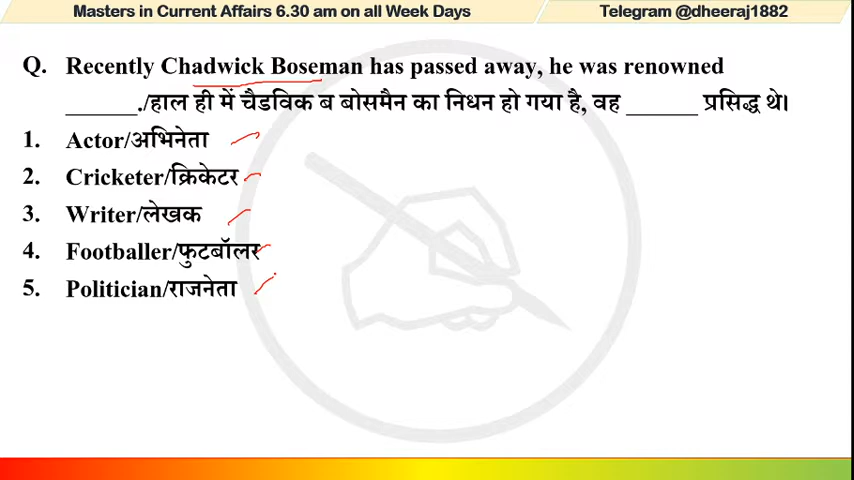 Masters in Current Affairs 6.30 am on all Week Days
Telegram @dheeraj1882
Q. Recently Chadwick Boseman has passed away, he was renowned
______./हाल ही में चैडविक ब बोसमैन का निधन हो गया है, वह ______ प्रसिद्ध थे।
1. Actor/अभिनेता
2. Cricketer/क्रिकेटर
3. Writer/लेखक
4. Footballer/फुटबॉलर
5. Politician/राजनेता